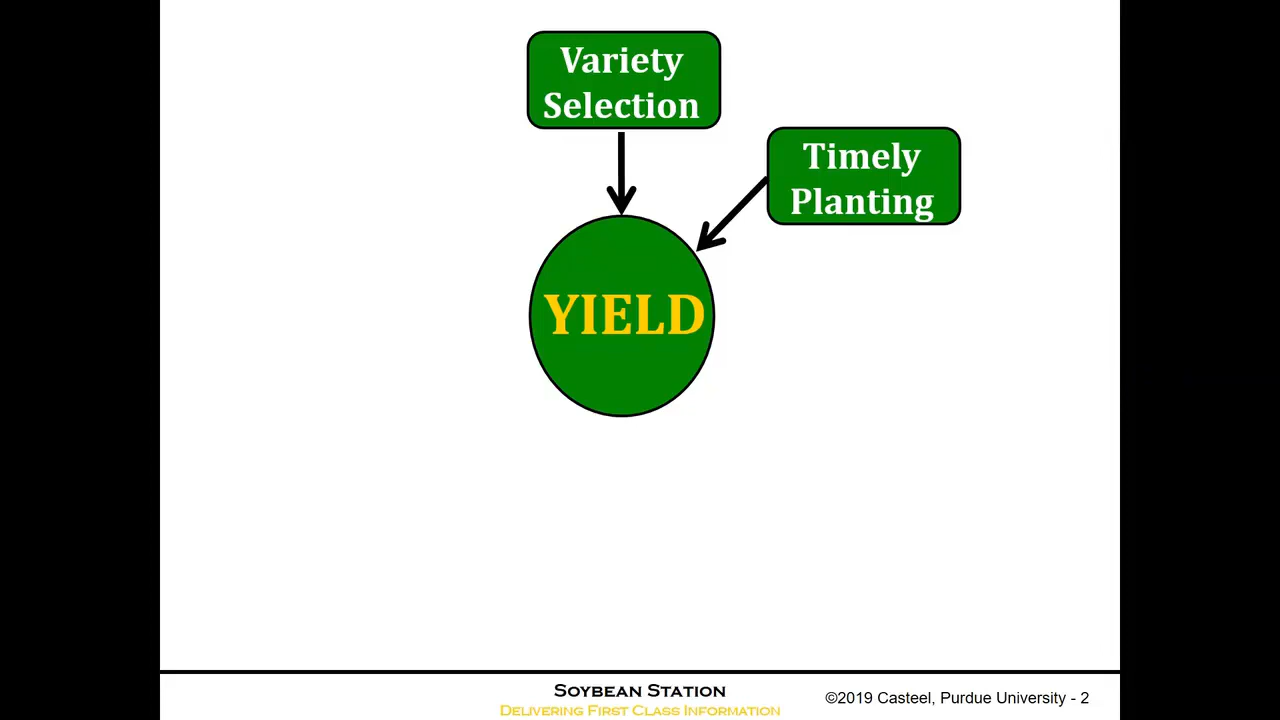 Variety
Selection
Timely
Planting
YIELD
Soybean Station
Delivering First Class Information
©2019 Casteel, Purdue University - 2